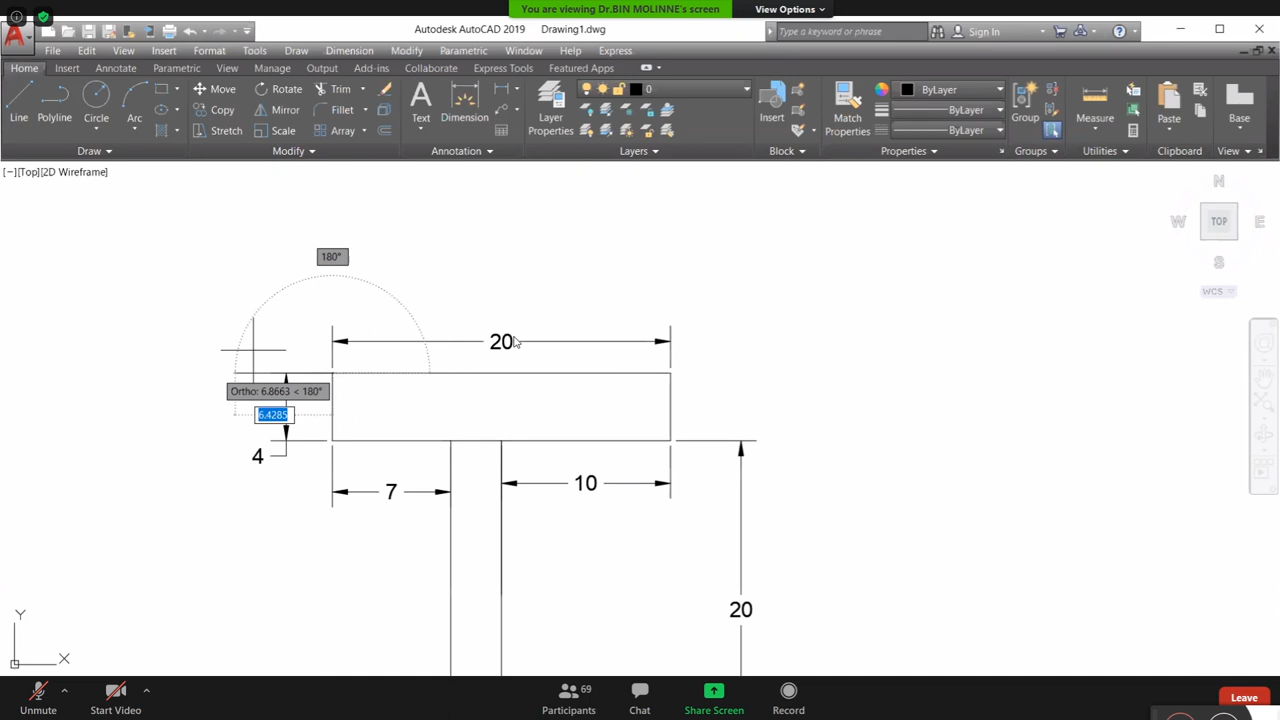 You are viewing Dr.BIN MOLINNE's screen
View Options
Autodesk AutoCAD 2019 Drawing1.dwg
Type a keyword or phrase
Sign In
File Edit View Insert Format Tools Draw Dimension Modify Parametric Window Help Express
Home Insert Annotate Parametric View Manage Output Add-ins Collaborate Express Tools Featured Apps
Line
Polyline
Circle
Arc
Move
Copy
Stretch
Rotate
Mirror
Scale
Trim
Fillet
Array
Text
Dimension
Layer
Properties
0
Insert
Match
Properties
ByLayer
ByLayer
ByLayer
Group
Measure
Paste
Base
Draw
Modify
Annotation
Layers
Block
Properties
Groups
Utilities
Clipboard
View
[−][Top][2D Wireframe]
N
W
TOP
E
S
WCS
180°
20
Ortho: 6.8663 < 180°
6.4285
4
7
10
20
Y
X
Unmute
Start Video
69
Participants
Chat
Share Screen
Record
Leave